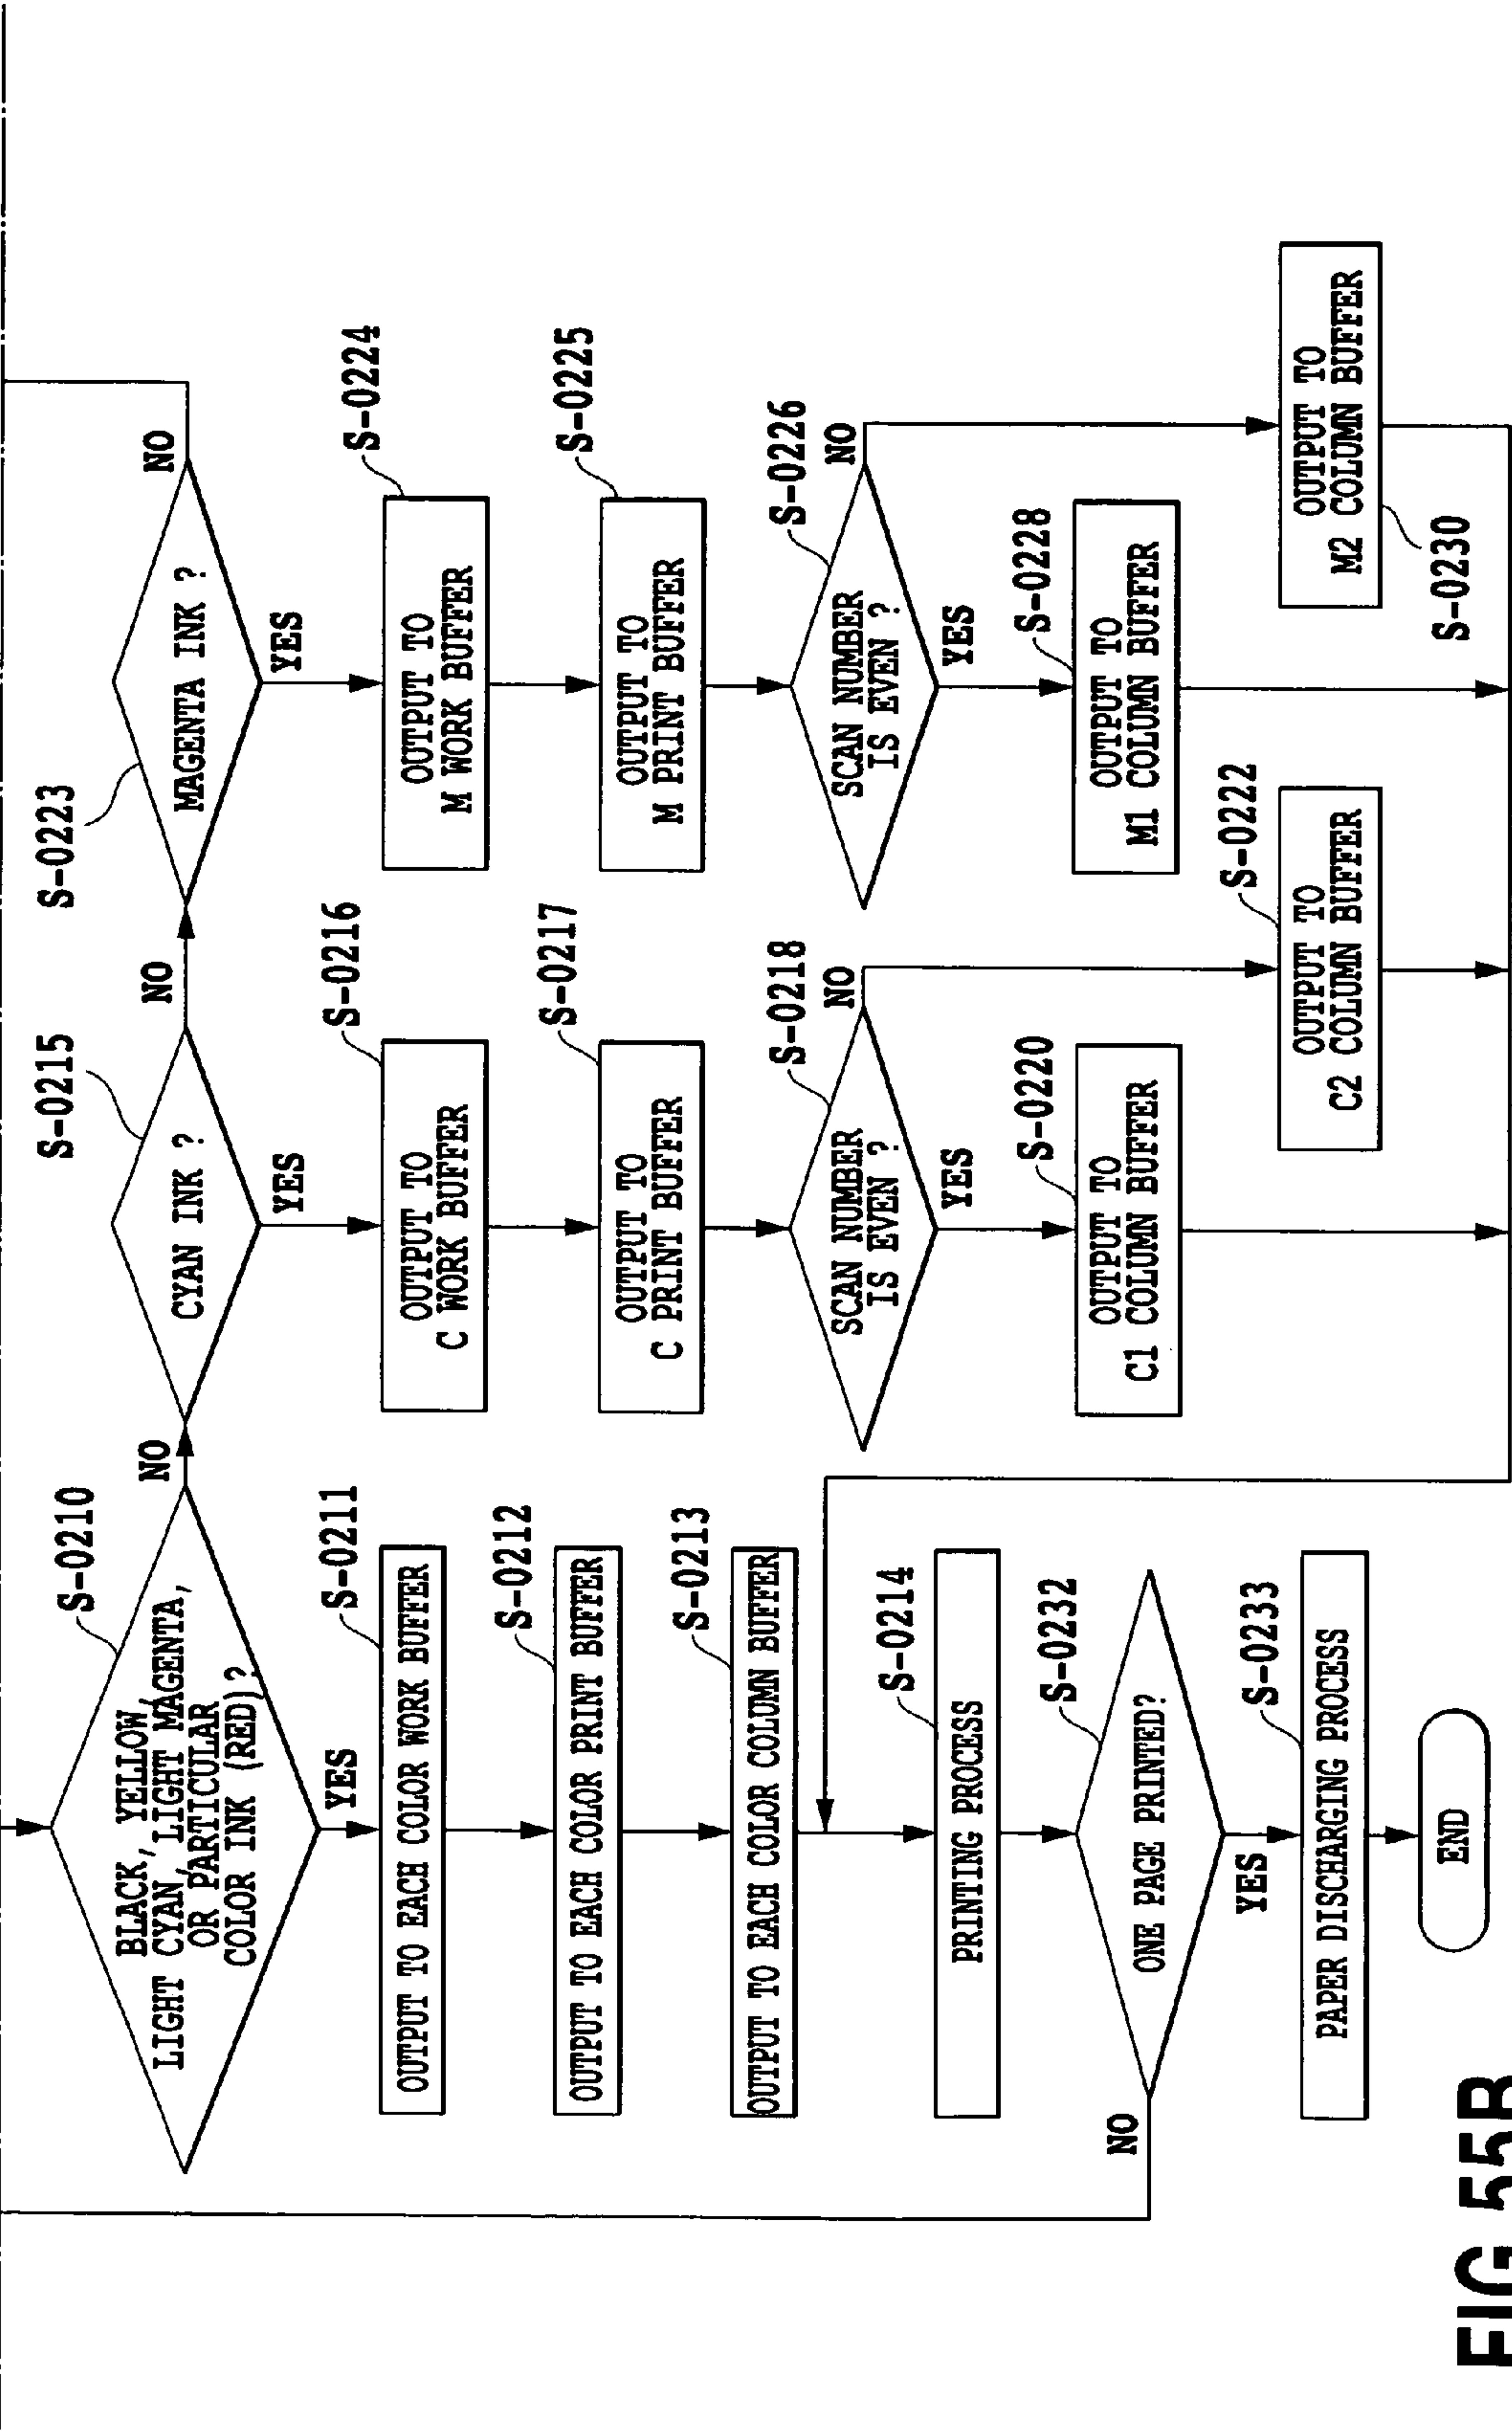 S-0210
BLACK, YELLOW,
LIGHT CYAN, LIGHT MAGENTA,
OR PARTICULAR
COLOR INK (RED)?
NO
YES
S-0211
OUTPUT TO EACH COLOR WORK BUFFER
S-0212
OUTPUT TO EACH COLOR PRINT BUFFER
S-0213
OUTPUT TO EACH COLOR COLUMN BUFFER
S-0214
PRINTING PROCESS
S-0232
ONE PAGE PRINTED?
NO
YES
S-0233
PAPER DISCHARGING PROCESS
END
S-0215
CYAN INK ?
NO
YES
S-0216
OUTPUT TO
C WORK BUFFER
S-0217
OUTPUT TO
C PRINT BUFFER
S-0218
SCAN NUMBER
IS EVEN ?
NO
YES
S-0220
OUTPUT TO
C1 COLUMN BUFFER
S-0222
OUTPUT TO
C2 COLUMN BUFFER
S-0223
MAGENTA INK ?
NO
YES
S-0224
OUTPUT TO
M WORK BUFFER
S-0225
OUTPUT TO
M PRINT BUFFER
S-0226
SCAN NUMBER
IS EVEN ?
NO
YES
S-0228
OUTPUT TO
M1 COLUMN BUFFER
OUTPUT TO
M2 COLUMN BUFFER
S-0230
FIG.55B